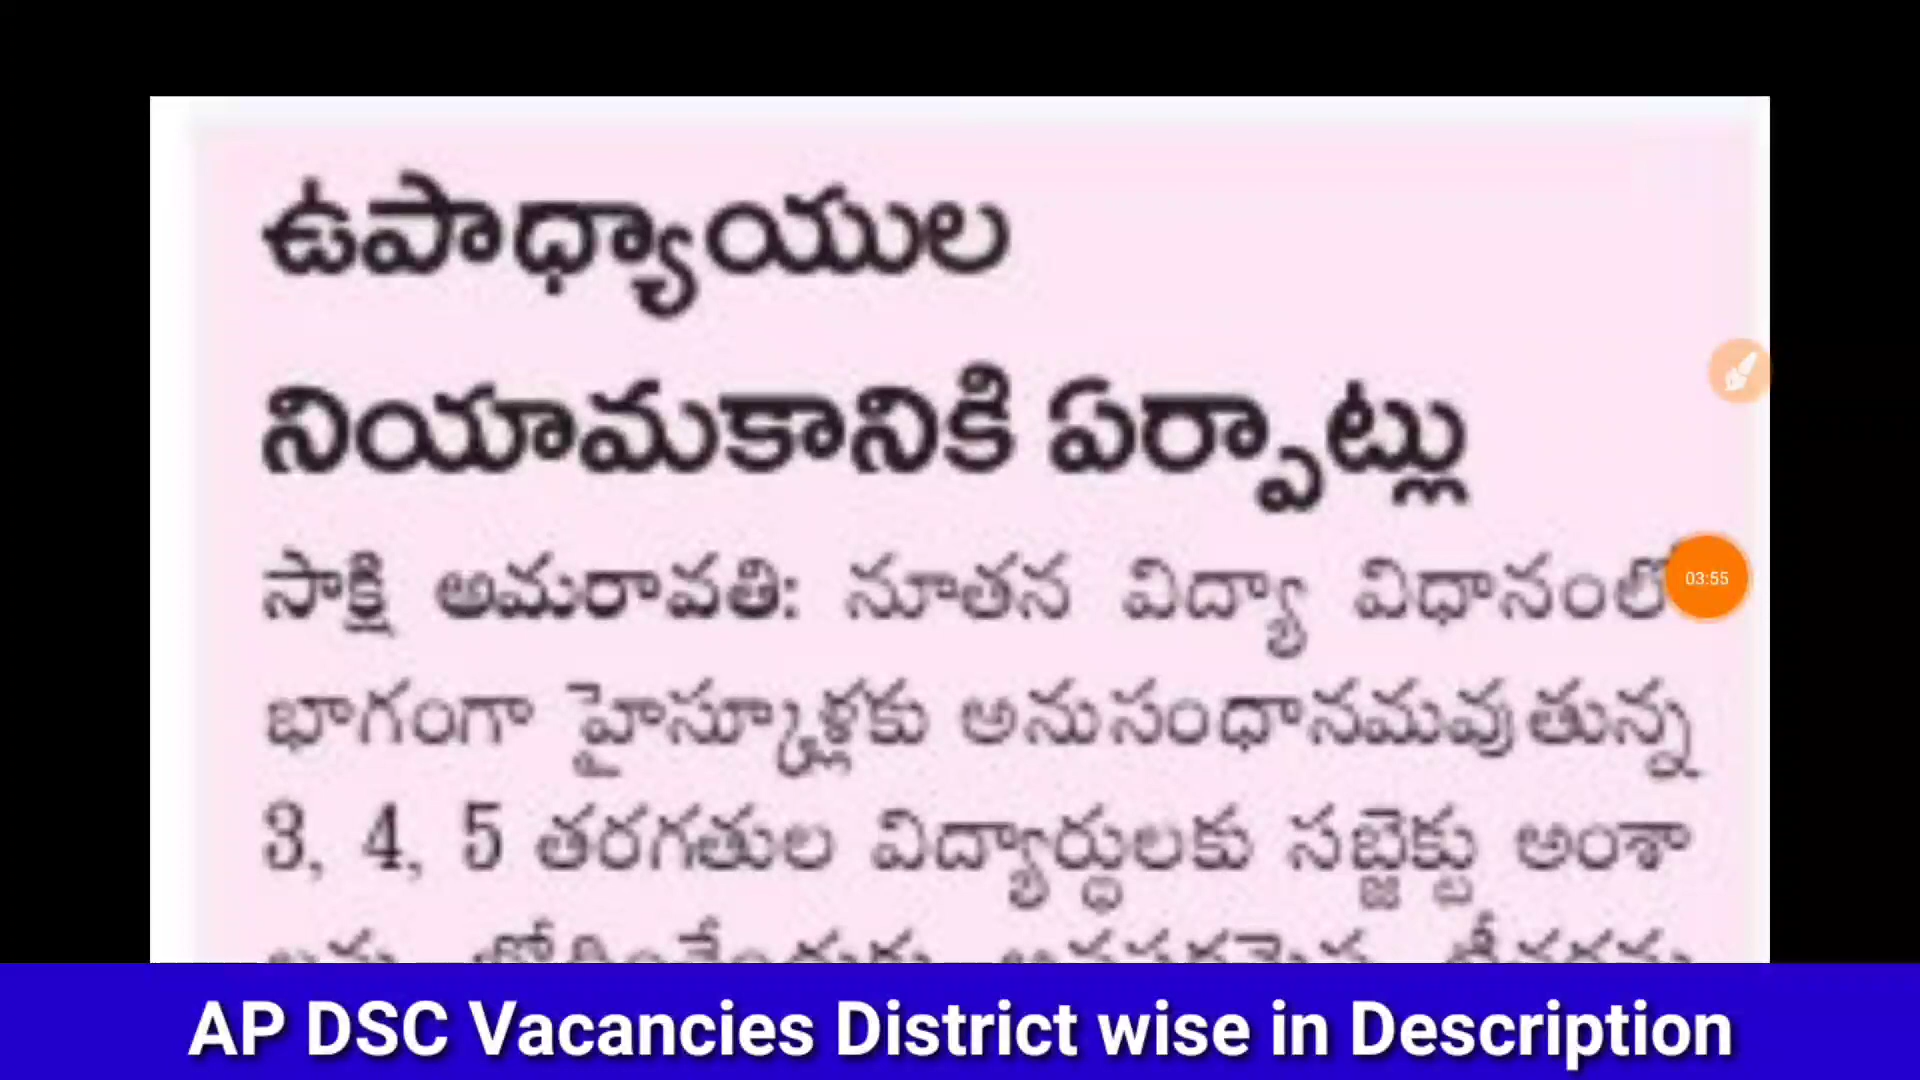 ఉపాధ్యాయుల
నియామకానికి ఏర్పాట్లు
సాక్షి అమరావతి: నూతన విద్యా విధానంలో
03:55
భాగంగా హైస్కూళ్లకు అనుసంధానమవుతున్న
3, 4, 5 తరగతుల విద్యార్థులకు సబ్జెక్టు అంశా
AP DSC Vacancies District wise in Description